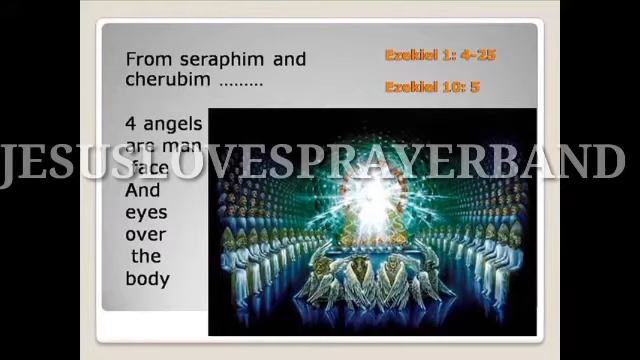 From seraphim and
cherubim .........
Ezekiel 1: 4-25
Ezekiel 10: 5
4 angels
are man
face
And
eyes
over
the
body
JESUSLOVESPRAYERBAND